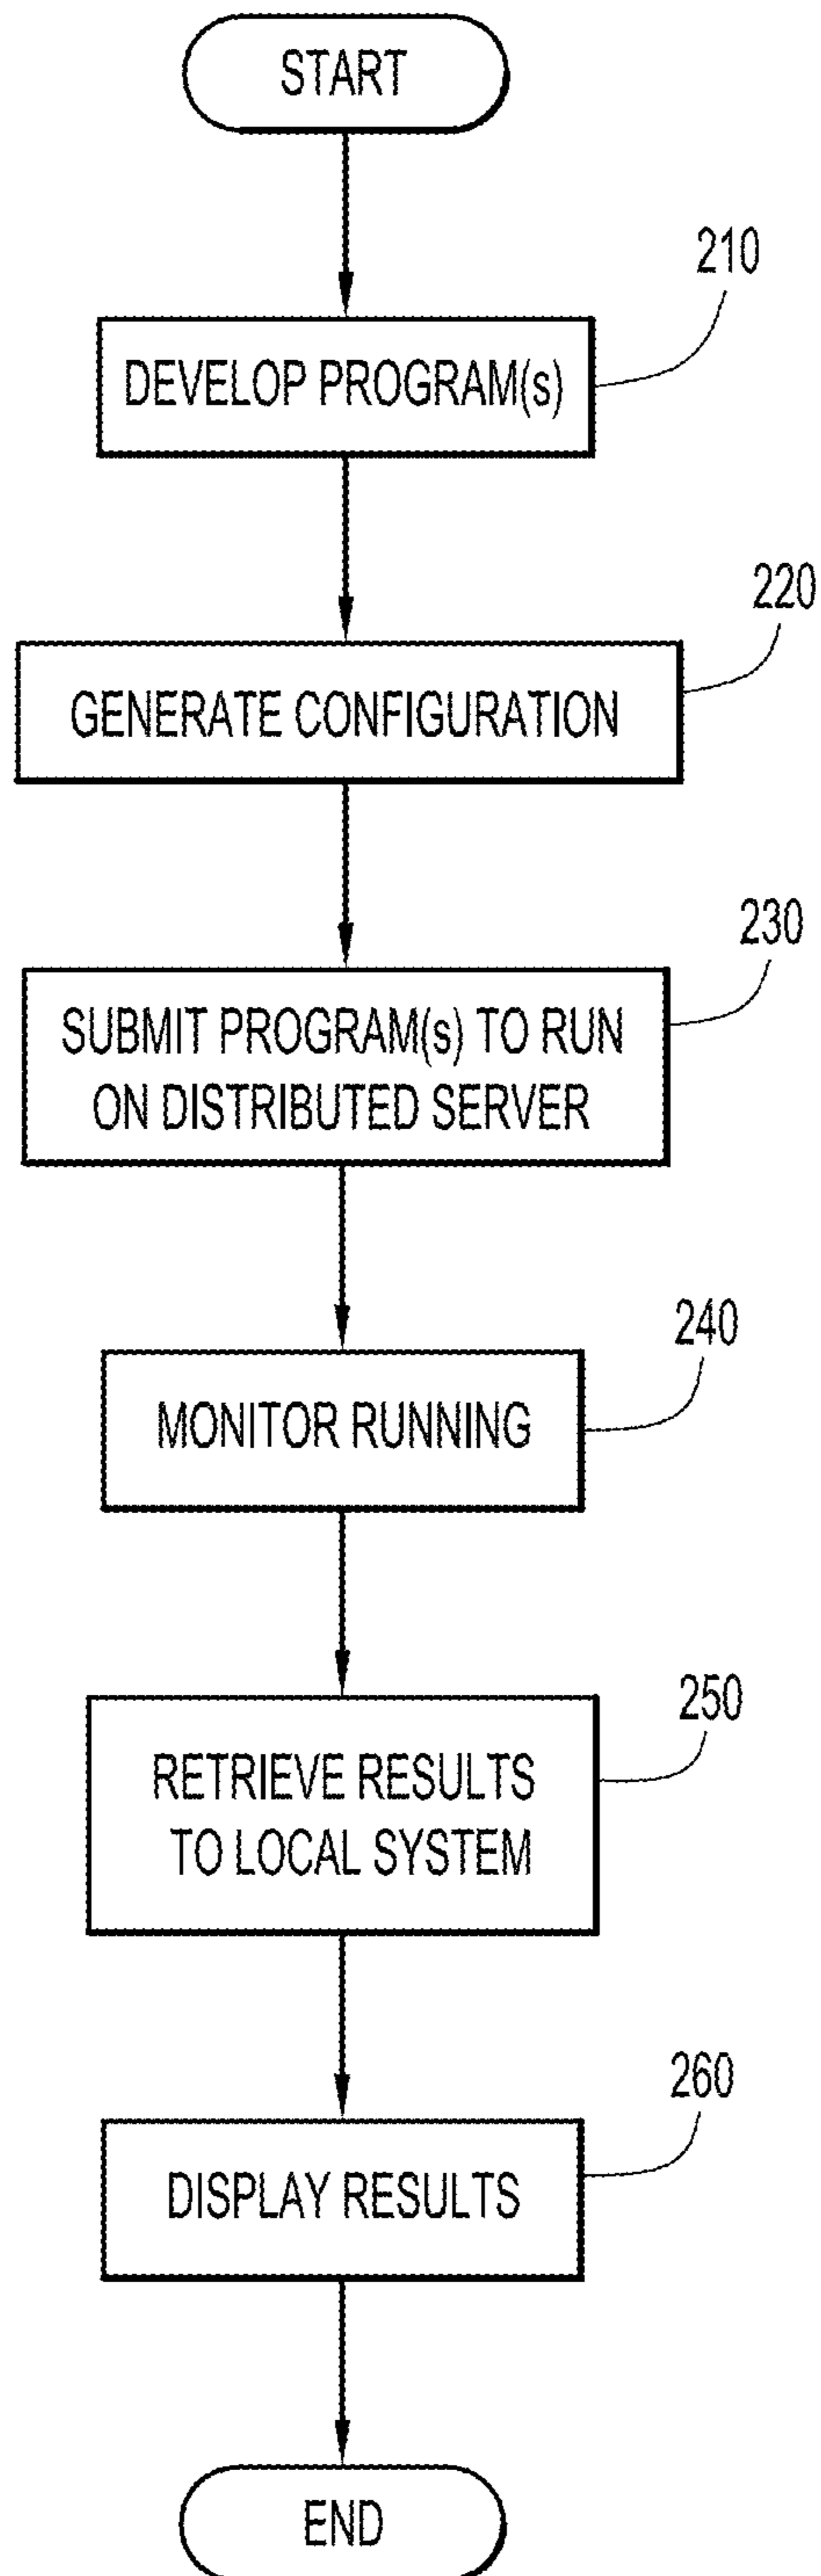 START
210
DEVELOP PROGRAM(s)
220
GENERATE CONFIGURATION
230
SUBMIT PROGRAM(s) TO RUN
ON DISTRIBUTED SERVER
240
MONITOR RUNNING
250
RETRIEVE RESULTS
TO LOCAL SYSTEM
260
DISPLAY RESULTS
END